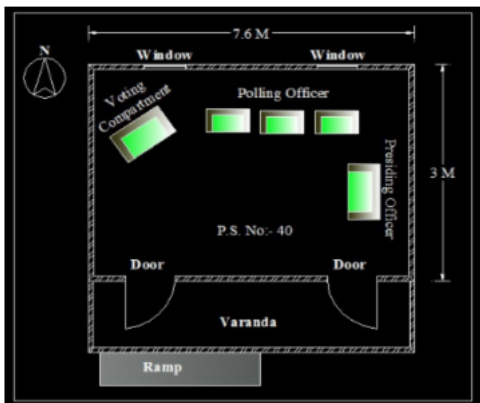 7.6 M
N
Window
Window
Voting
Compartment
Polling Officer
Presiding Officer
3 M
P.S. No:- 40
Door
Door
Varanda
Ramp